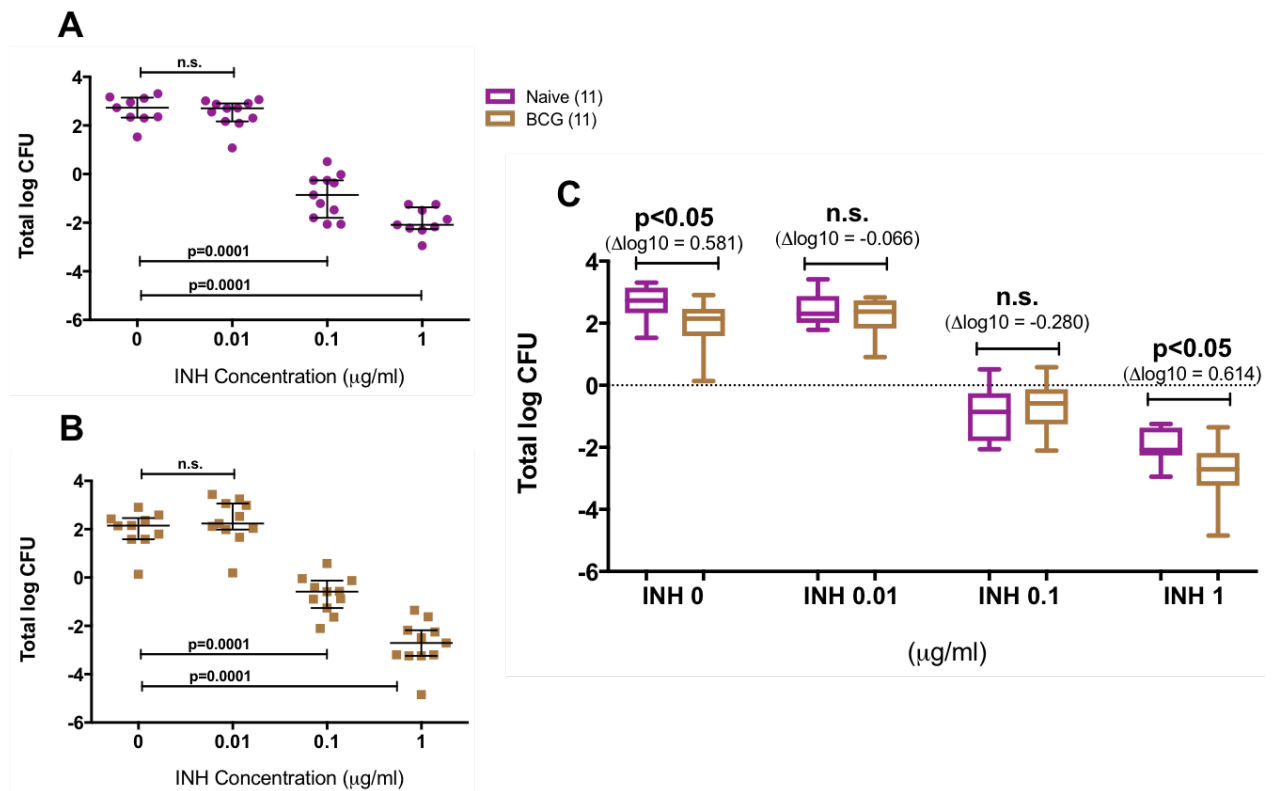 A
n.s.
4
2
0
-2
-4
-6
Total log CFU
p=0.0001
p=0.0001
0 0.01 0.1 1
INH Concentration (μg/ml)
Naive (11)
BCG (11)
B
n.s.
4
2
0
-2
-4
-6
Total log CFU
p=0.0001
p=0.0001
0 0.01 0.1 1
INH Concentration (μg/ml)
C
p<0.05
(Δlog10 = 0.581)
n.s.
(Δlog10 = -0.066)
n.s.
(Δlog10 = -0.280)
p<0.05
(Δlog10 = 0.614)
4
2
0
-2
-4
-6
Total log CFU
INH 0 INH 0.01 INH 0.1 INH 1
(μg/ml)